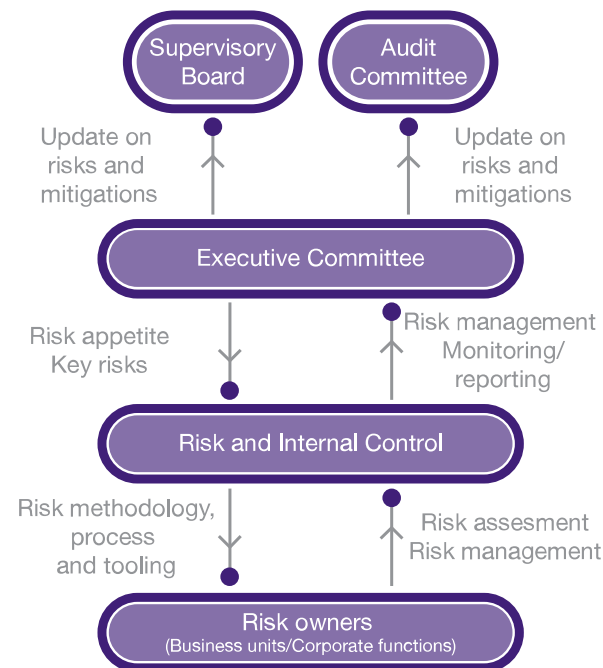 Supervisory
Board
Audit
Committee
Update on
risks and
mitigations
Update on
risks and
mitigations
Executive Committee
Risk appetite
Key risks
Risk management
Monitoring/
reporting
Risk and Internal Control
Risk methodology,
process
and tooling
Risk assesment
Risk management
Risk owners
(Business units/Corporate functions)